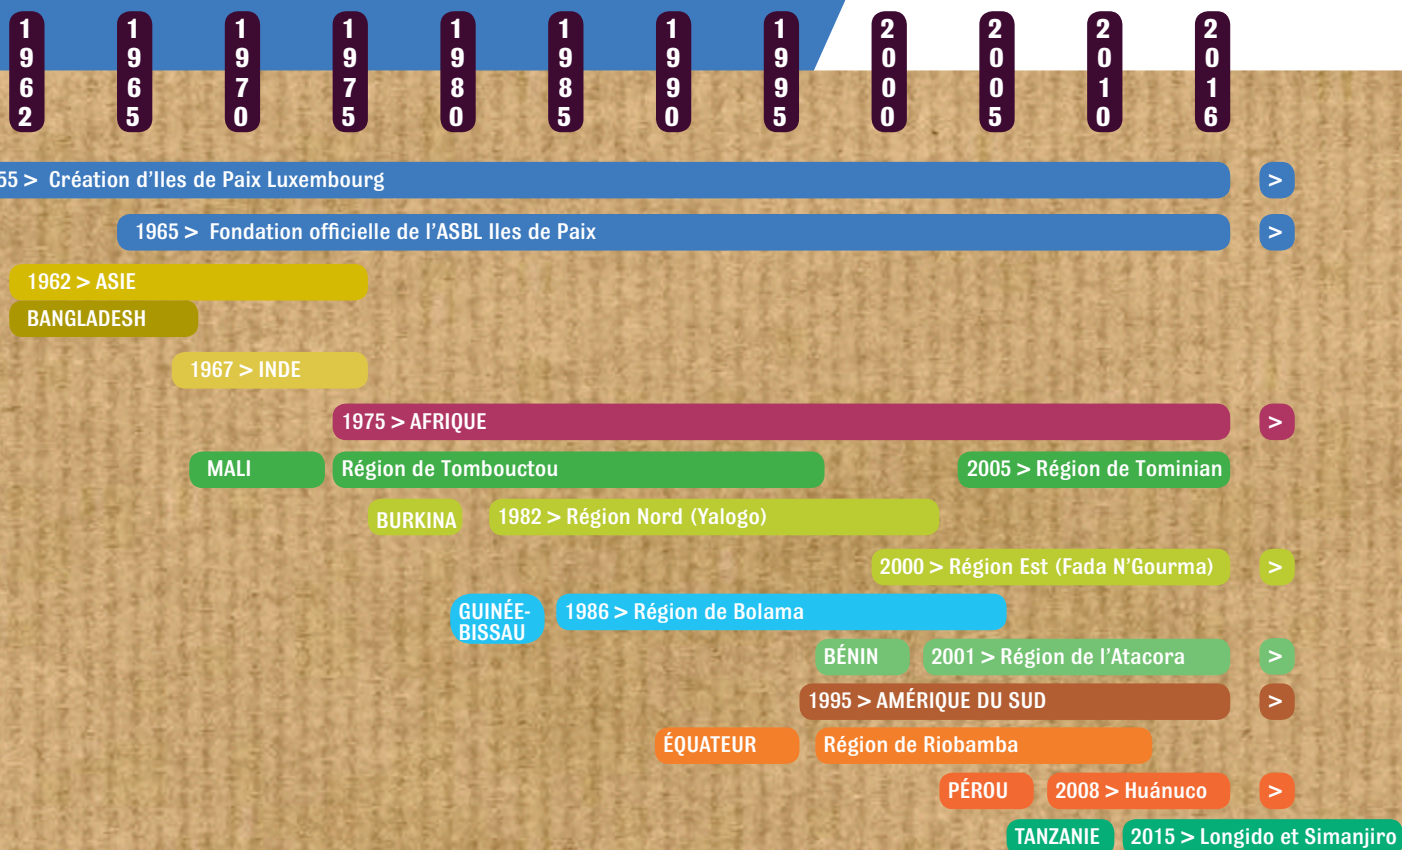 1962
1965
1970
1975
1980
1985
1990
1995
2000
2005
2010
2016
55 > Création d'Iles de Paix Luxembourg >
1965 > Fondation officielle de l'ASBL Iles de Paix >
1962 > ASIE
BANGLADESH
1967 > INDE
1975 > AFRIQUE >
MALI Région de Tombouctou 2005 > Région de Tominian
BURKINA 1982 > Région Nord (Yalogo)
2000 > Région Est (Fada N'Gourma) >
GUINÉE-
BISSAU
1986 > Région de Bolama
BÉNIN 2001 > Région de l'Atacora >
1995 > AMÉRIQUE DU SUD >
ÉQUATEUR Région de Riobamba
PÉROU 2008 > Huánuco >
TANZANIE 2015 > Longido et Simanjiro